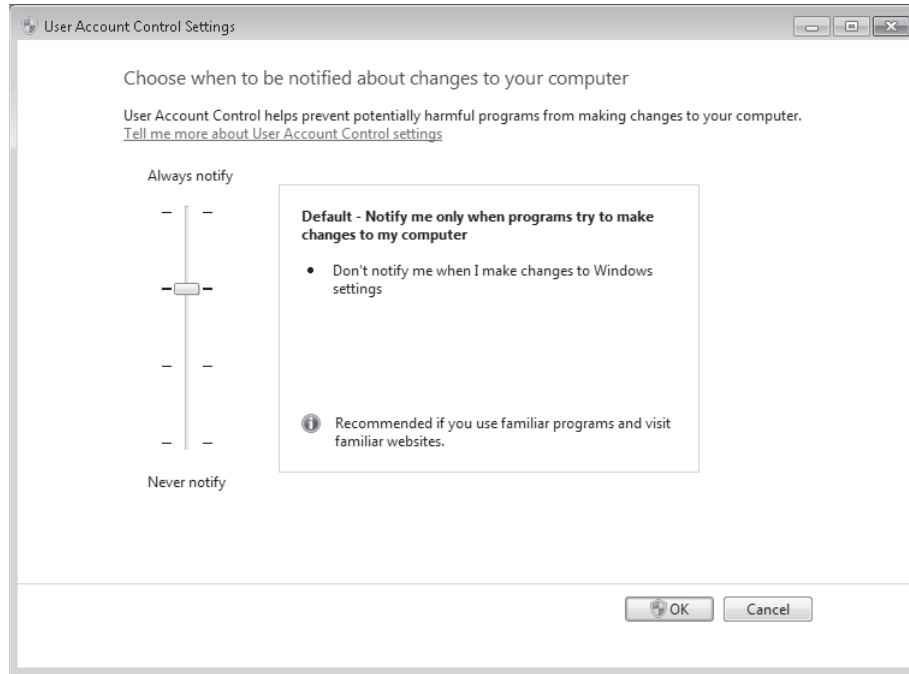 User Account Control Settings
Choose when to be notified about changes to your computer
User Account Control helps prevent potentially harmful programs from making changes to your computer.
Tell me more about User Account Control settings
Always notify
Default - Notify me only when programs try to make
changes to my computer
• Don't notify me when I make changes to Windows
settings
Recommended if you use familiar programs and visit
familiar websites.
Never notify
OK
Cancel